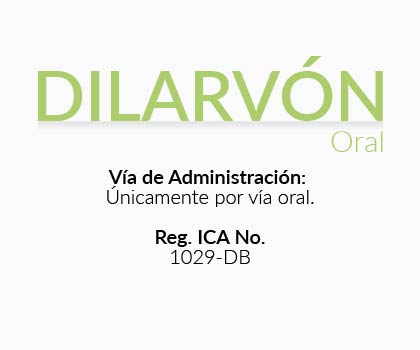 DILARVÓN
Oral
Vía de Administración:
Únicamente por vía oral.
Reg. ICA No.
1029-DB